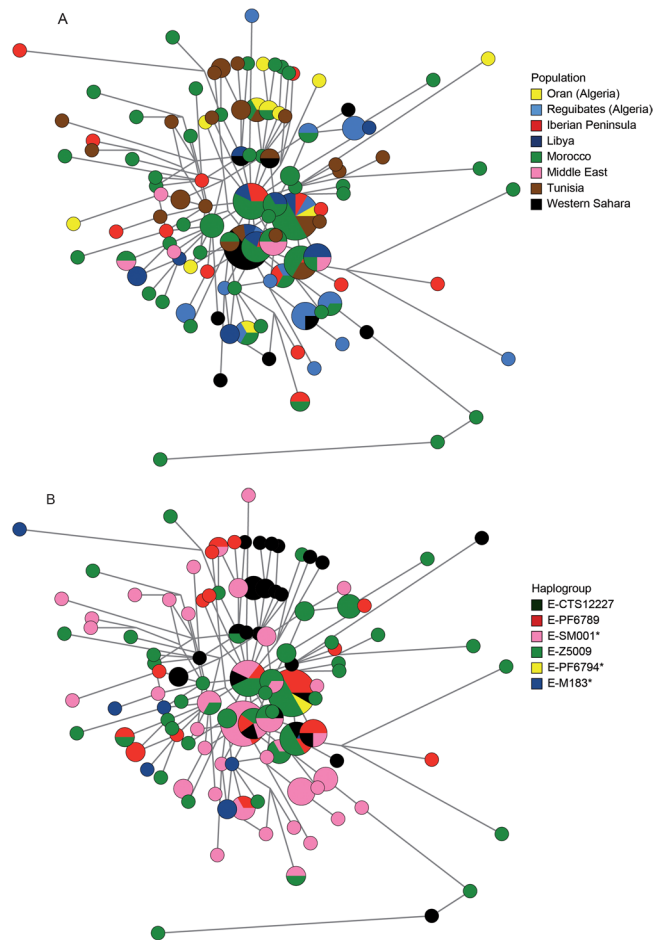 A
Population
Oran (Algeria)
Reguibates (Algeria)
Iberian Peninsula
Libya
Morocco
Middle East
Tunisia
Western Sahara
B
Haplogroup
E-CTS12227
E-PF6789
E-SM001*
E-Z5009
E-PF6794*
E-M183*